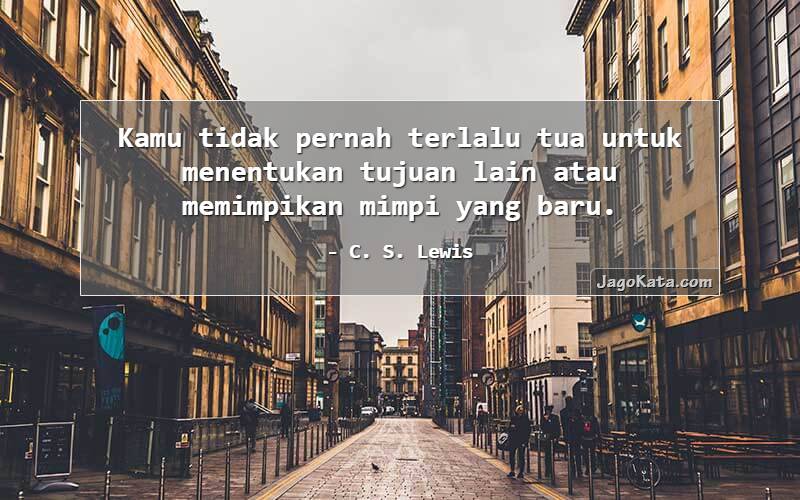 Kamu tidak pernah terlalu tua untuk
menentukan tujuan lain atau
memimpikan mimpi yang baru.
- C. S. Lewis
JagoKata.com